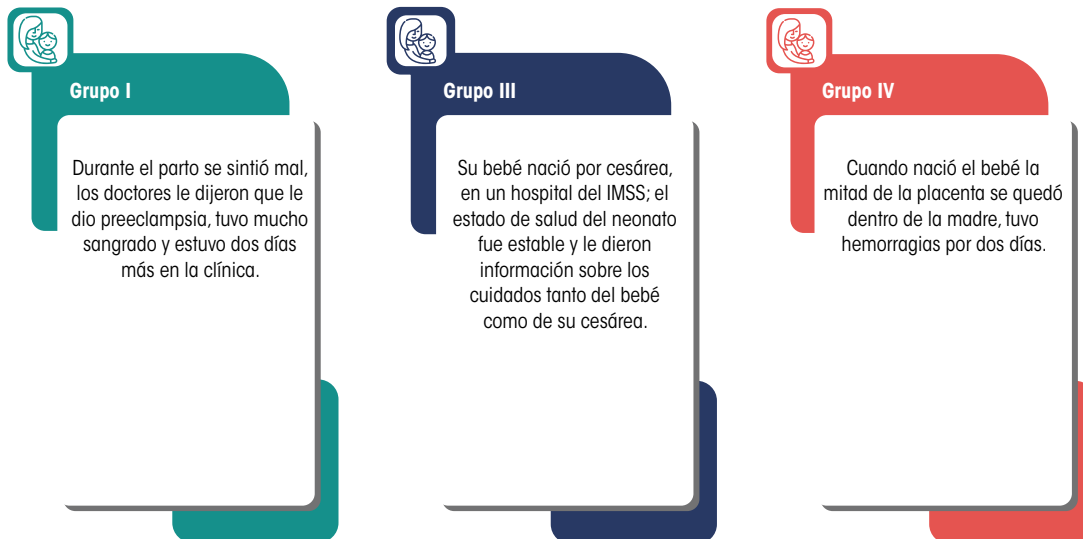 Grupo I
Durante el parto se sintió mal,
los doctores le dijeron que le
dio preeclampsia, tuvo mucho
sangrado y estuvo dos días
más en la clínica.
Grupo III
Su bebé nació por cesárea,
en un hospital del IMSS; el
estado de salud del neonato
fue estable y le dieron
información sobre los
cuidados tanto del bebé
como de su cesárea.
Grupo IV
Cuando nació el bebé la
mitad de la placenta se quedó
dentro de la madre, tuvo
hemorragias por dos días.